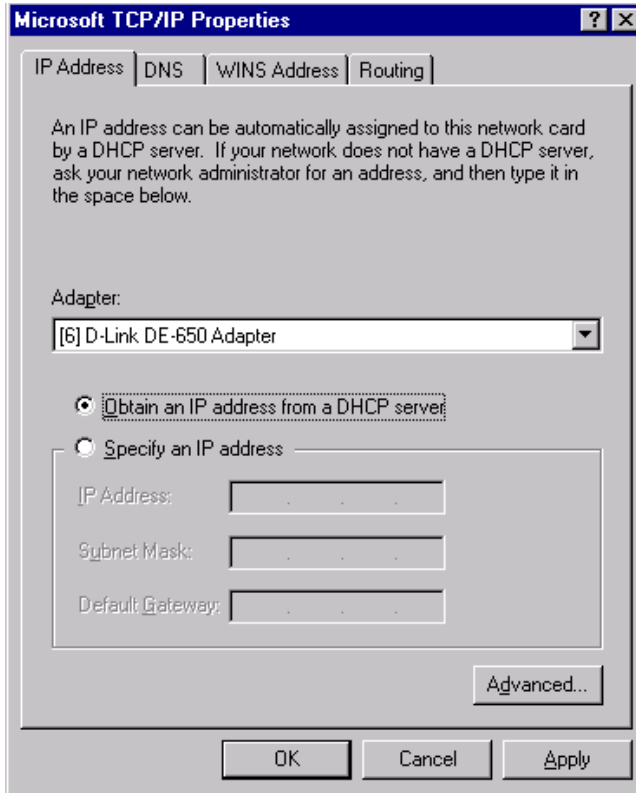 Microsoft TCP/IP Properties
IP Address DNS WINS Address Routing
An IP address can be automatically assigned to this network card
by a DHCP server. If your network does not have a DHCP server,
ask your network administrator for an address, and then type it in
the space below.
Adapter:
[6] D-Link DE-650 Adapter
Obtain an IP address from a DHCP server
Specify an IP address
IP Address:
Subnet Mask:
Default Gateway:
Advanced...
OK Cancel Apply